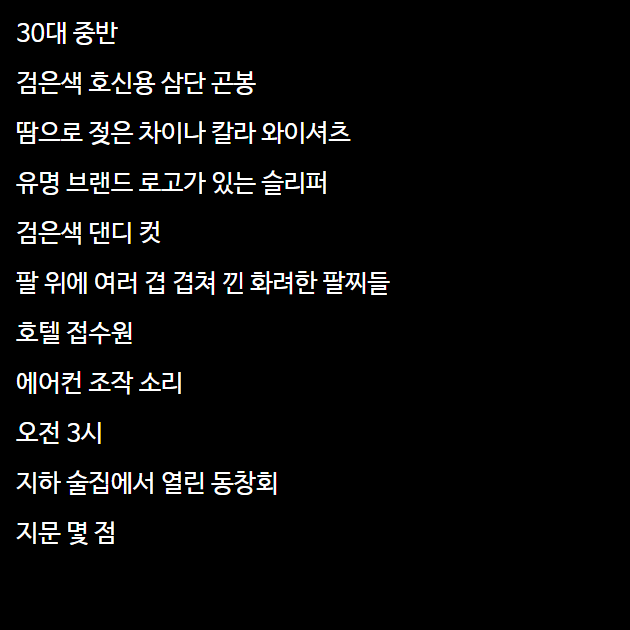 30대 중반
검은색 호신용 삼단 곤봉
땀으로 젖은 차이나 칼라 와이셔츠
유명 브랜드 로고가 있는 슬리퍼
검은색 댄디 컷
팔 위에 여러 겹 겹쳐 낀 화려한 팔찌들
호텔 접수원
에어컨 조작 소리
오전 3시
지하 술집에서 열린 동창회
지문 몇 점